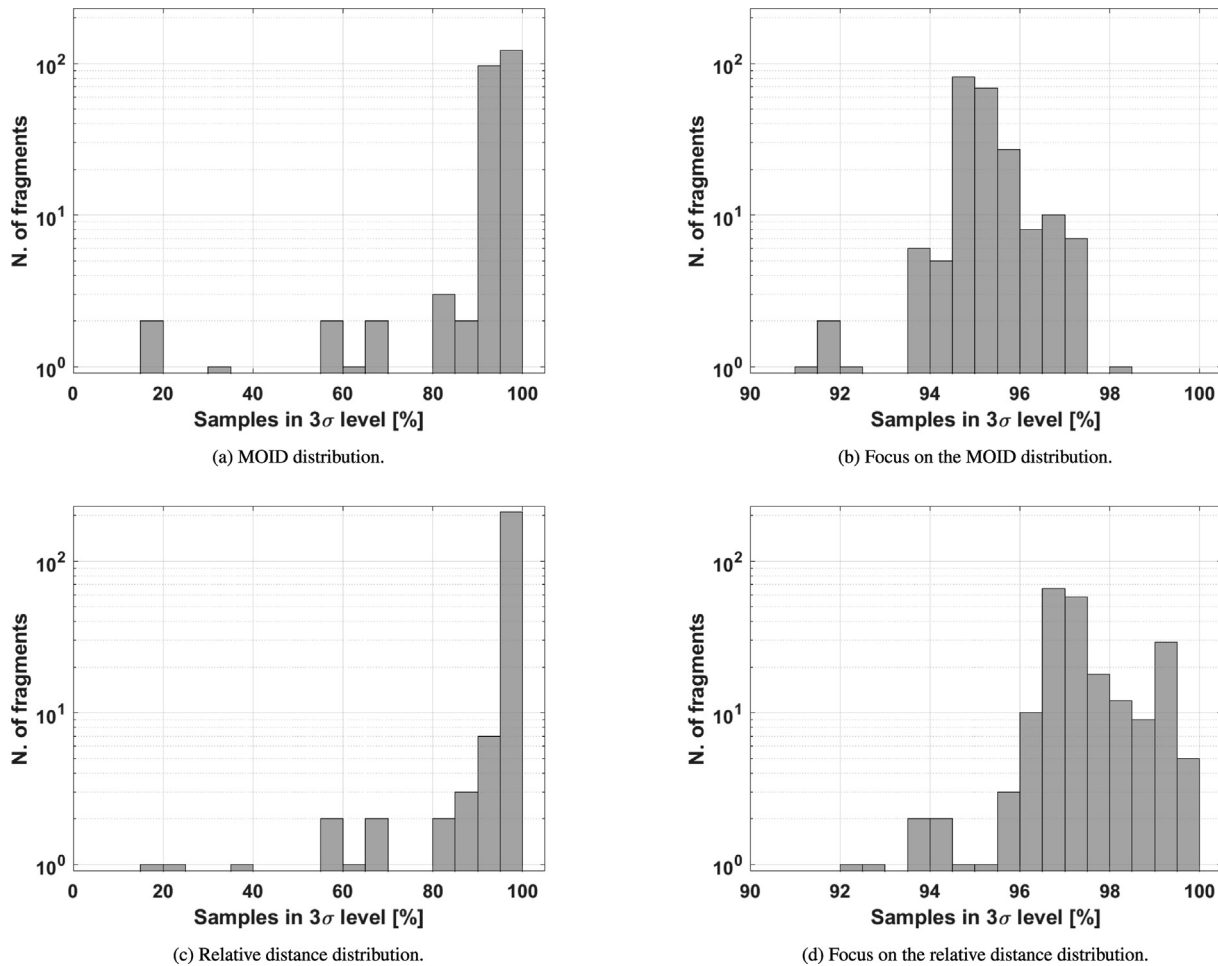 10²
10¹
10⁰
N. of fragments
0 20 40 60 80 100
Samples in 3σ level [%]
(a) MOID distribution.
10²
10¹
10⁰
N. of fragments
90 92 94 96 98 100
Samples in 3σ level [%]
(b) Focus on the MOID distribution.
10²
10¹
10⁰
N. of fragments
0 20 40 60 80 100
Samples in 3σ level [%]
(c) Relative distance distribution.
10²
10¹
10⁰
N. of fragments
90 92 94 96 98 100
Samples in 3σ level [%]
(d) Focus on the relative distance distribution.